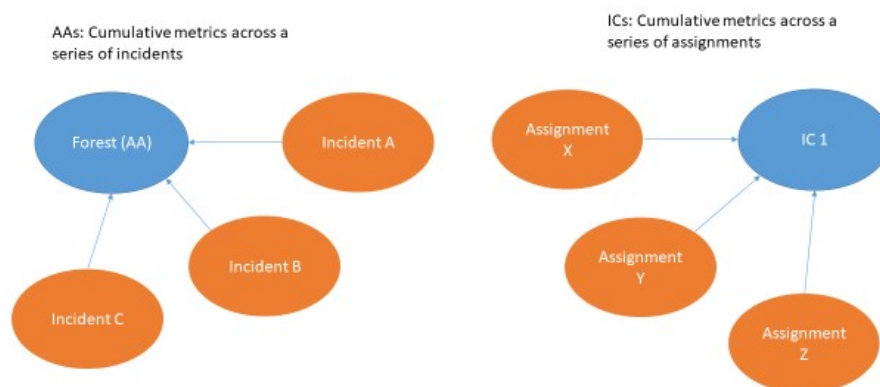 AAs: Cumulative metrics across a
series of incidents
ICs: Cumulative metrics across a
series of assignments
Forest (AA)
Incident A
Incident B
Incident C
Assignment
X
IC 1
Assignment
Y
Assignment
Z